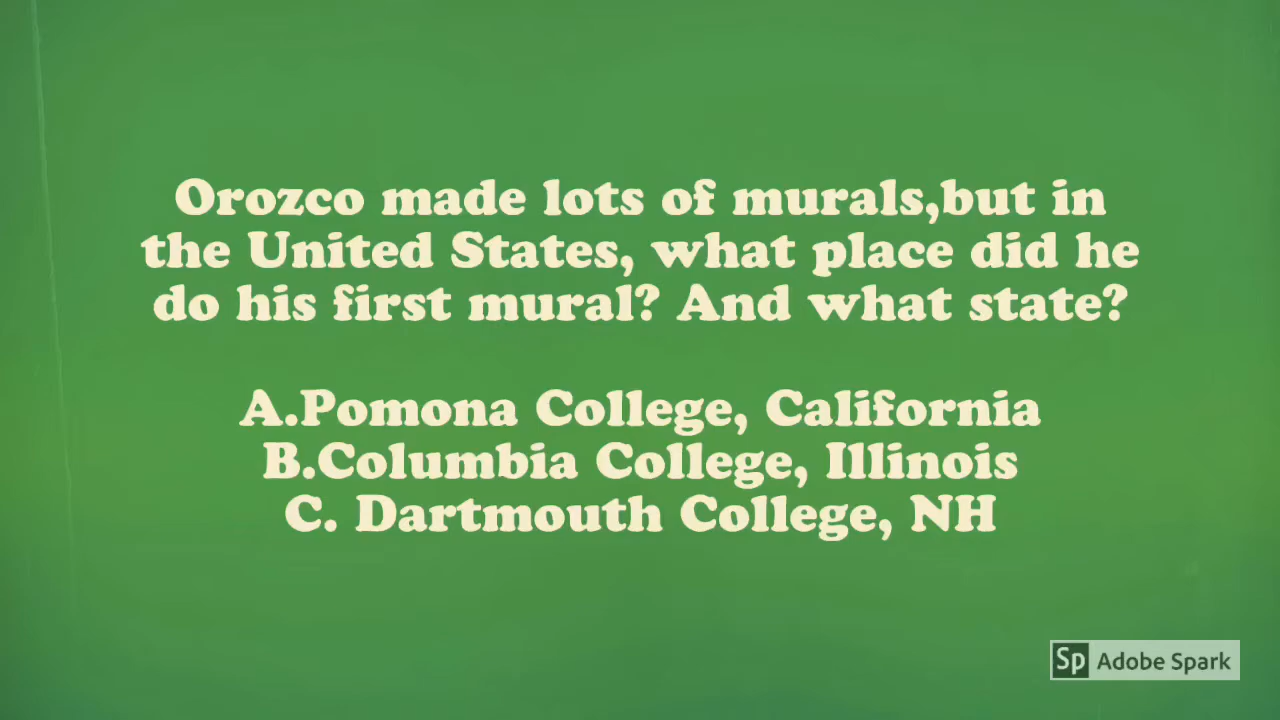 Orozco made lots of murals,but in
the United States, what place did he
do his first mural? And what state?
A.Pomona College, California
B.Columbia College, Illinois
C. Dartmouth College, NH
Sp Adobe Spark